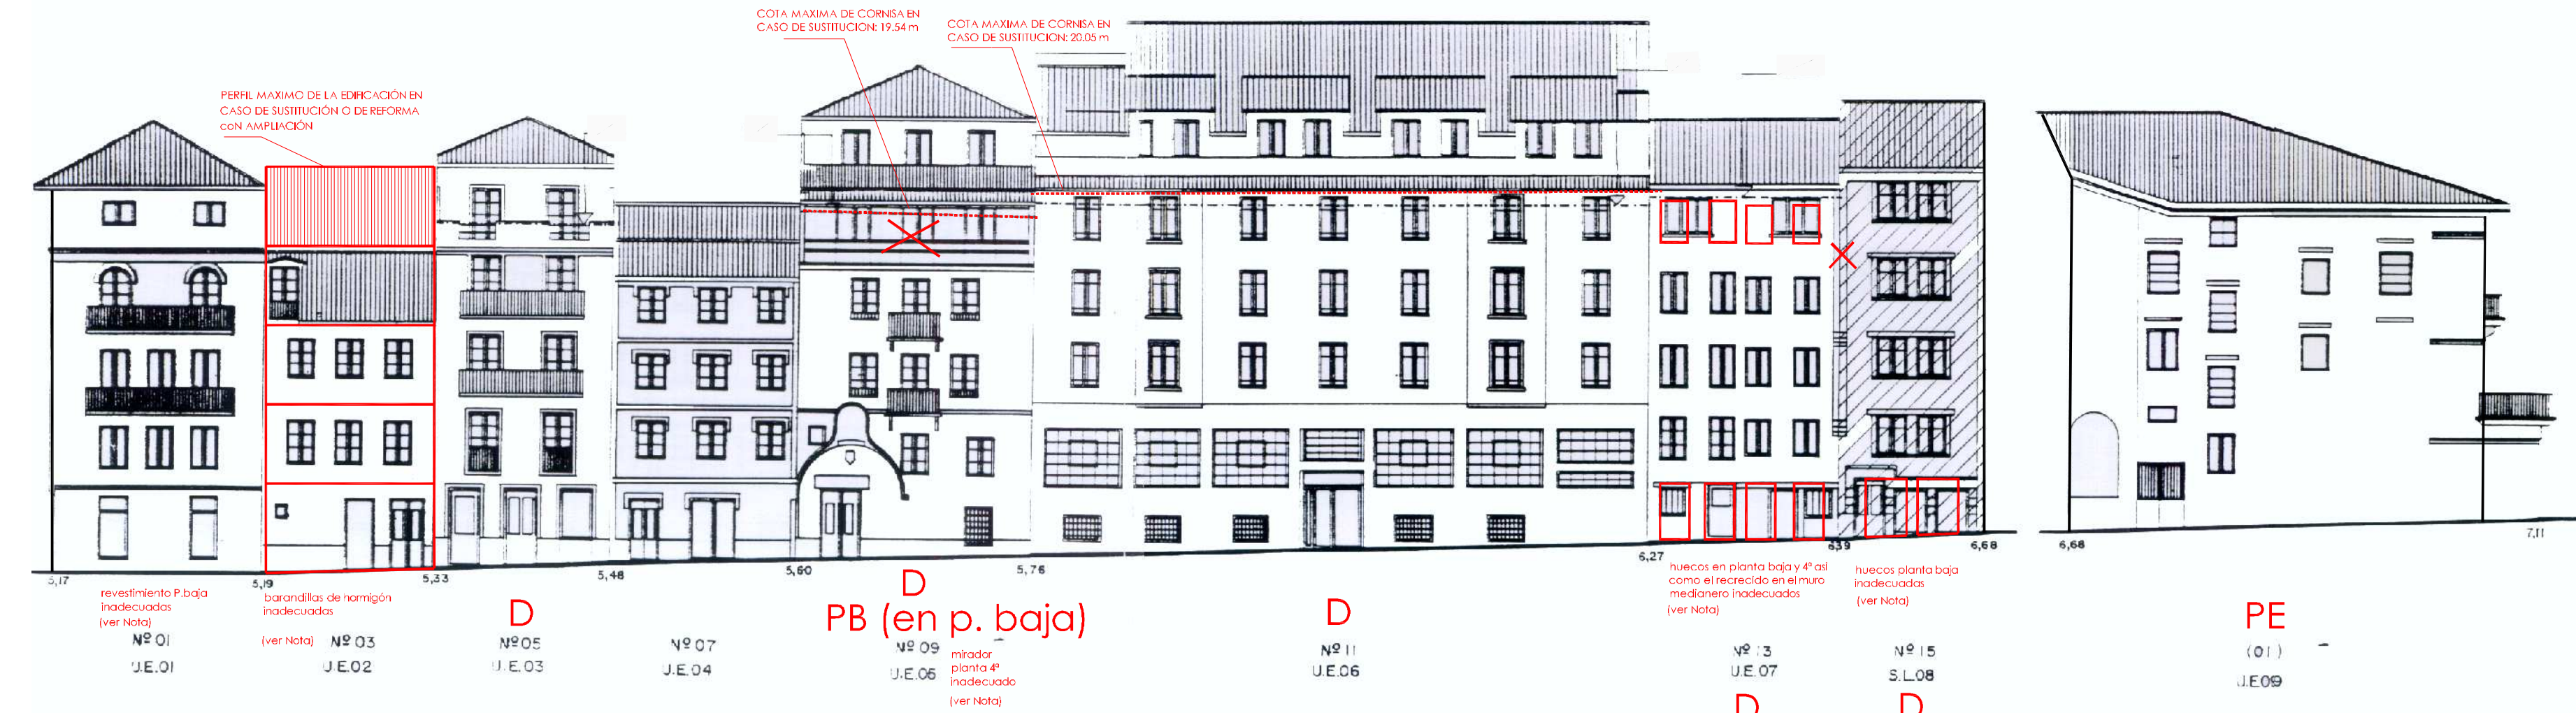 COTA MAXIMA DE CORNISA EN
CASO DE SUSTITUCION: 19.54 m
COTA MAXIMA DE CORNISA EN
CASO DE SUSTITUCION: 20.05 m
PERFIL MAXIMO DE LA EDIFICACIÓN EN
CASO DE SUSTITUCIÓN O DE REFORMA
coN AMPLIACIÓN
5,17
5,19
5,33
5,48
5,60
5,76
6,27
6,39
6,68
6,68
7,11
revestimiento P.baja
inadecuadas
(ver Nota)
Nº 01
U.E.01
barandillas de hormigón
inadecuadas
(ver Nota)
Nº 03
U.E.02
D
Nº 05
U.E.03
Nº 07
U.E.04
D
PB (en p. baja)
Nº 09
U.E.05
mirador
planta 4ª
inadecuado
(ver Nota)
D
Nº 11
U.E.06
huecos en planta baja y 4º asi
como el recrecido en el muro
medianero inadecuados
(ver Nota)
Nº 13
U.E.07
D
huecos planta baja
inadecuadas
(ver Nota)
Nº 15
S.L.08
D
PE
(01)
U.E.09